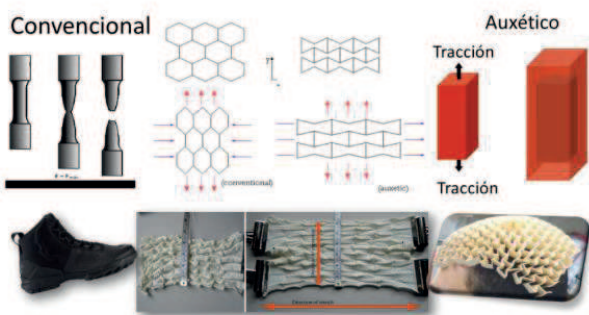 Convencional
Auxético
Tracción
Tracción
(conventional)
(auxetic)